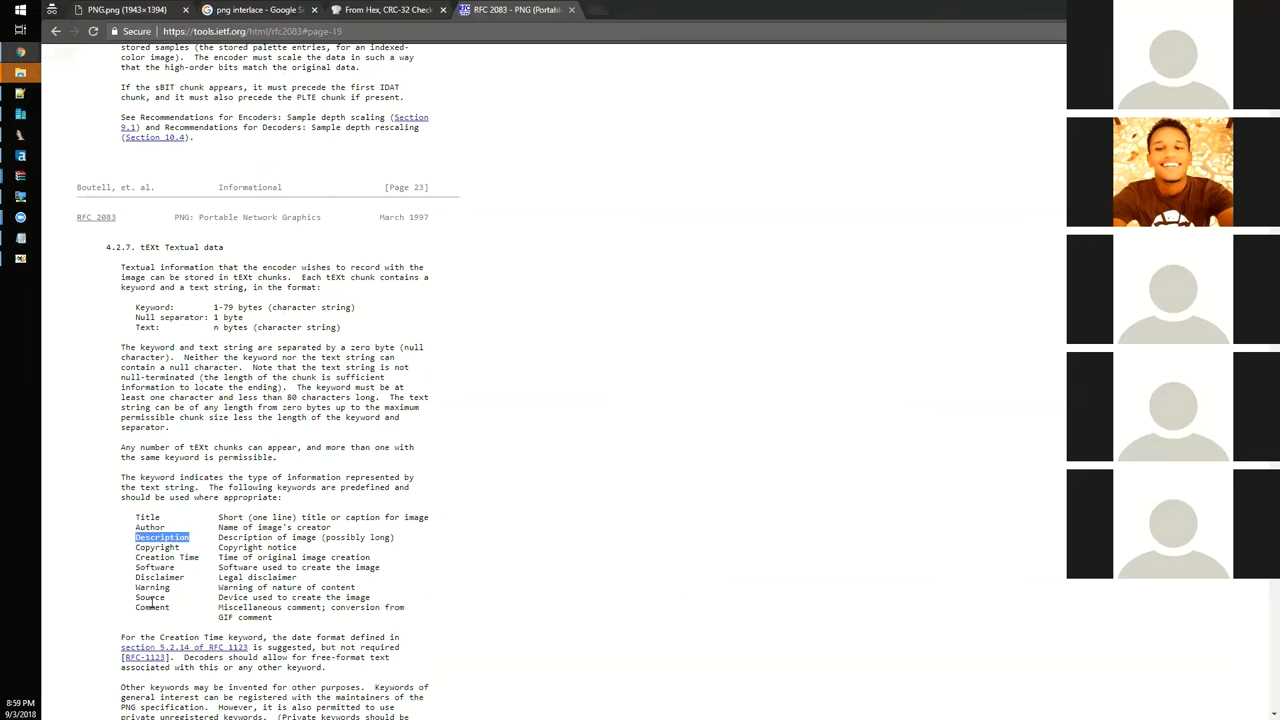 PNG.png (1943×1394)
png interlace - Google S
From Hex, CRC-32 Check
RFC 2083 - PNG (Portabl
Secure
https://tools.ietf.org/html/rfc2083#page-19
stored samples (the stored palette entries, for an indexed-
color image).  The encoder must scale the data in such a way
that the high-order bits match the original data.
If the sBIT chunk appears, it must precede the first IDAT
chunk, and it must also precede the PLTE chunk if present.
See Recommendations for Encoders: Sample depth scaling (Section
9.1) and Recommendations for Decoders: Sample depth rescaling
(Section 10.4).
Boutell, et. al. Informational [Page 23]
RFC 2083 PNG: Portable Network Graphics March 1997
4.2.7. tEXt Textual data
Textual information that the encoder wishes to record with the
image can be stored in tEXt chunks.  Each tEXt chunk contains a
keyword and a text string, in the format:
Keyword: 1-79 bytes (character string)
Null separator: 1 byte
Text: n bytes (character string)
The keyword and text string are separated by a zero byte (null
character).  Neither the keyword nor the text string can
contain a null character.  Note that the text string is not
null-terminated (the length of the chunk is sufficient
information to locate the ending).  The keyword must be at
least one character and less than 80 characters long.  The text
string can be of any length from zero bytes up to the maximum
permissible chunk size less the length of the keyword and
separator.
Any number of tEXt chunks can appear, and more than one with
the same keyword is permissible.
The keyword indicates the type of information represented by
the text string.  The following keywords are predefined and
should be used where appropriate:
Title Short (one line) title or caption for image
Author Name of image's creator
Description Description of image (possibly long)
Copyright Copyright notice
Creation Time Time of original image creation
Software Software used to create the image
Disclaimer Legal disclaimer
Warning Warning of nature of content
Source Device used to create the image
Comment Miscellaneous comment; conversion from
GIF comment
For the Creation Time keyword, the date format defined in
section 5.2.14 of RFC 1123 is suggested, but not required
[RFC-1123].  Decoders should allow for free-format text
associated with this or any other keyword.
Other keywords may be invented for other purposes.  Keywords of
general interest can be registered with the maintainers of the
PNG specification.  However, it is also permitted to use
private unregistered keywords.  (Private keywords should be
8:59 PM
9/3/2018